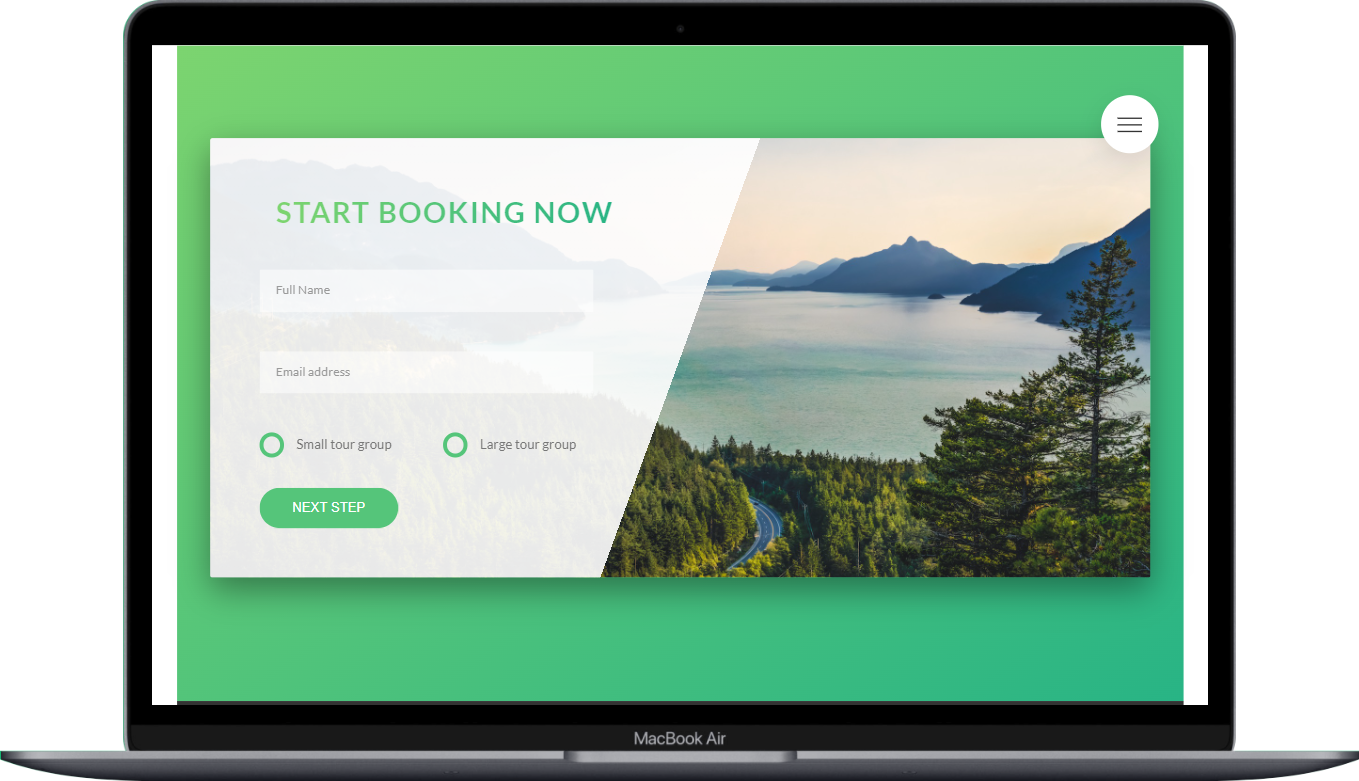 START BOOKING NOW
Full Name
Email address
Small tour group
Large tour group
NEXT STEP
MacBook Air